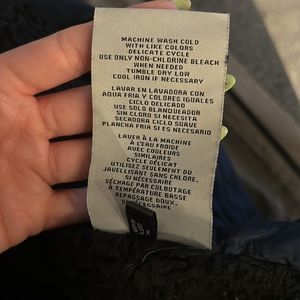 MACHINE WASH COLD
WITH LIKE COLORS
DELICATE CYCLE
USE ONLY NON-CHLORINE BLEACH
WHEN NEEDED
TUMBLE DRY LOW
COOL IRON IF NECESSARY
LAVAR EN LAVADORA CON
AQUA FRIA Y COLORES IGUALES
CICLO DELICADO
USE SOLO BLANQUEADOR
SIN CLORO SI NECESITA
SECADORA CICLO SUAVE
PLANCHA FRIA SI ES NECESARIO
LAVER À LA MACHINE
À L'EAU FROIDE
AVEC COULEURS
SIMILAIRES
CYCLE DÉLICAT
UTILISEZ SEULEMENT DU
JAVELLISANT SANS CHLORE.
SI NÉCESSAIRE
SÉCHAGE PAR CULBUTAGE
À TEMPÉRATURE BASSE
REPASSAGE DOUX.
SI NÉCESSAIRE